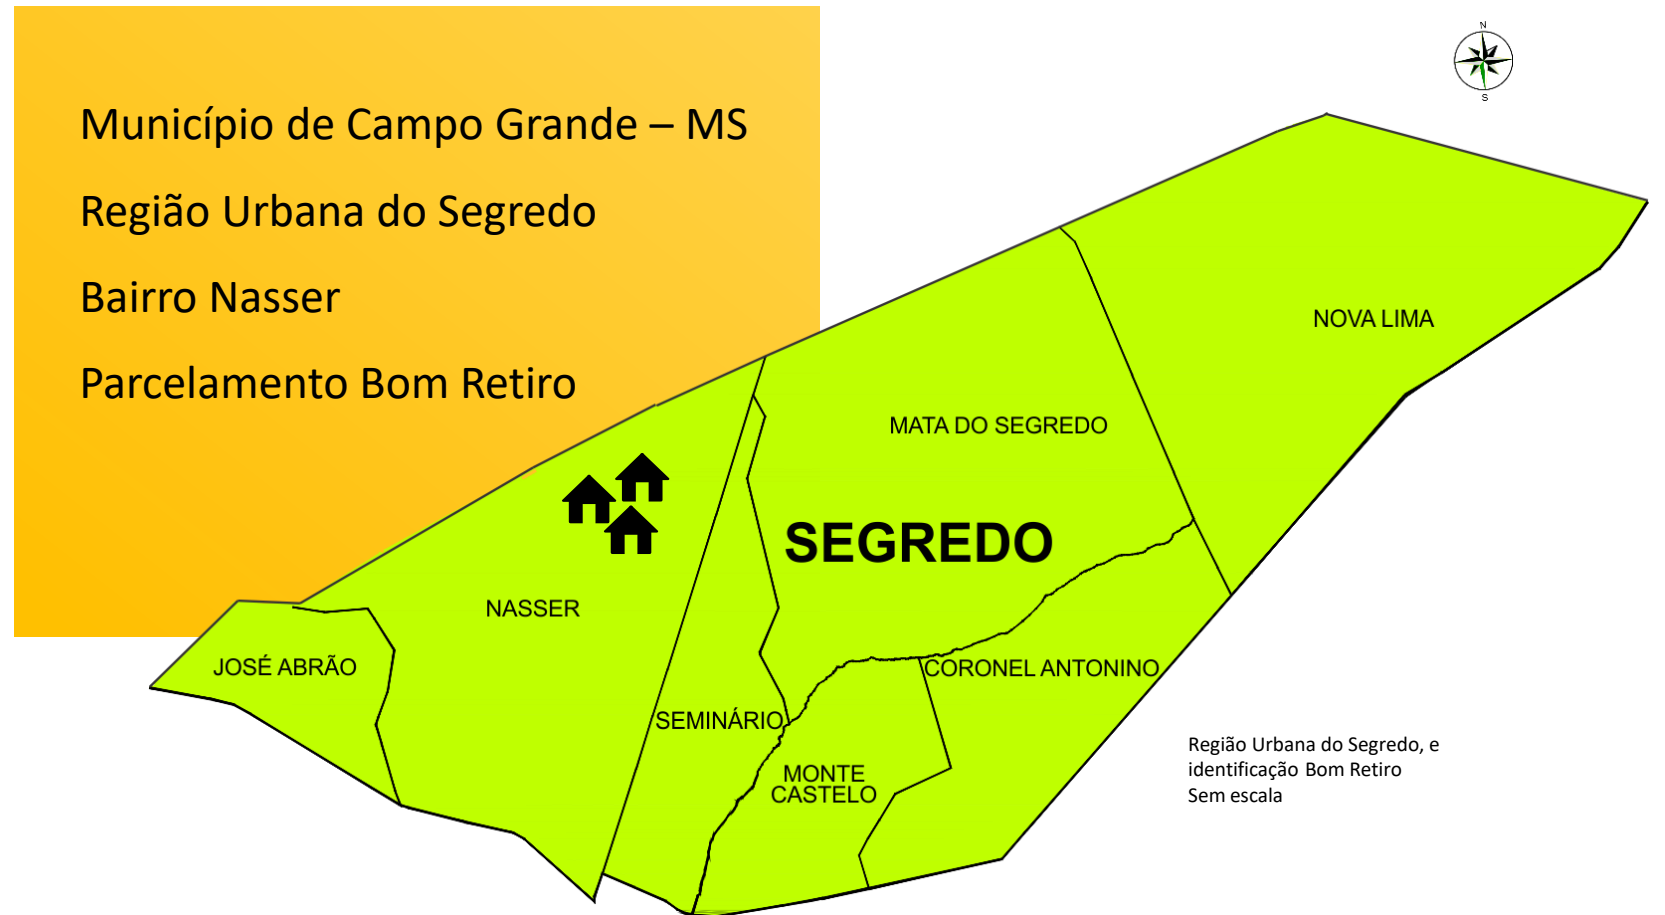 Município de Campo Grande – MS
Região Urbana do Segredo
Bairro Nasser
Parcelamento Bom Retiro
N
S
NOVA LIMA
MATA DO SEGREDO
SEGREDO
NASSER
JOSÉ ABRÃO
CORONEL ANTONINO
SEMINÁRIO
MONTE
CASTELO
Região Urbana do Segredo, e
identificação Bom Retiro
Sem escala